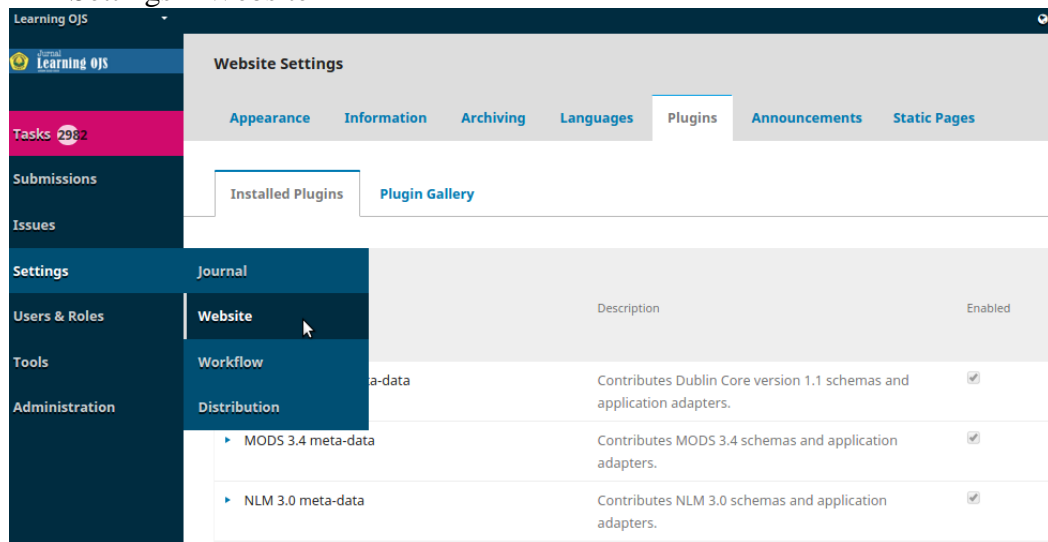 Learning OJS
Jurnal
Learning OJS
Tasks 2982
Submissions
Issues
Settings
Users & Roles
Tools
Administration
Journal
Website
Workflow
Distribution
Website Settings
Appearance Information Archiving Languages Plugins Announcements Static Pages
Installed Plugins Plugin Gallery
Description Enabled
ta-data Contributes Dublin Core version 1.1 schemas and
application adapters.
MODS 3.4 meta-data Contributes MODS 3.4 schemas and application
adapters.
NLM 3.0 meta-data Contributes NLM 3.0 schemas and application
adapters.